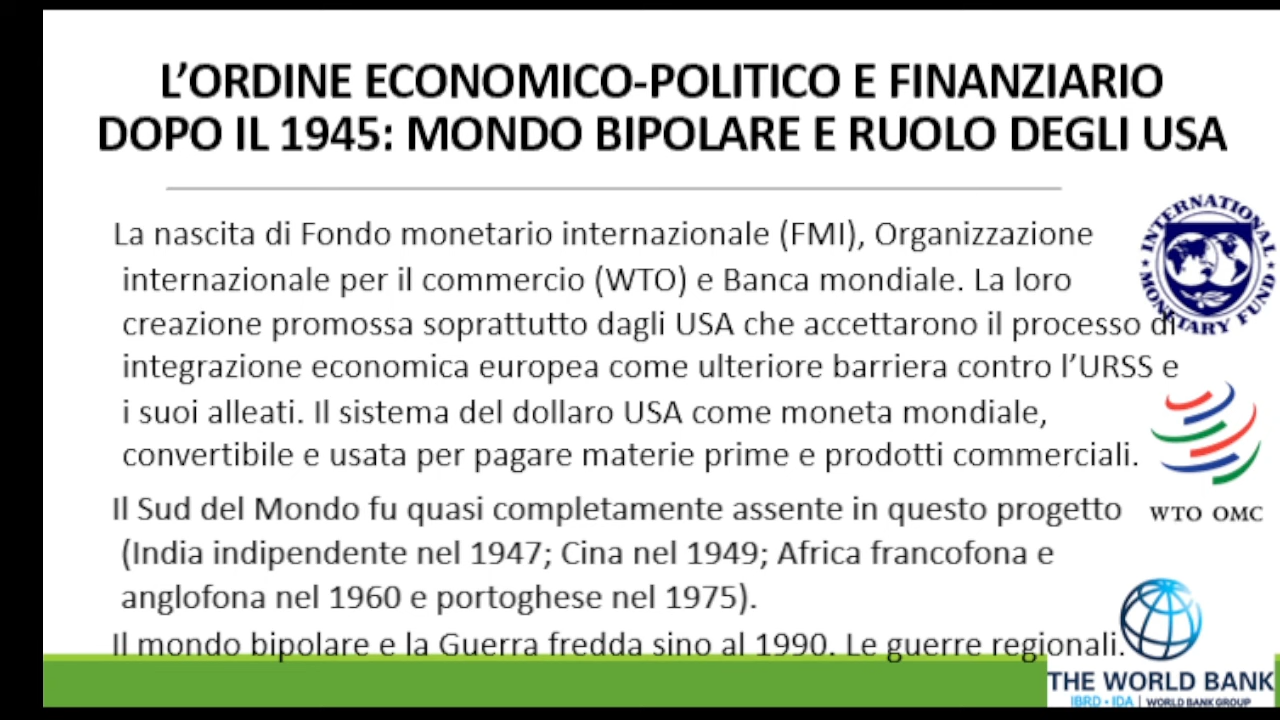 L'ORDINE ECONOMICO-POLITICO E FINANZIARIO
DOPO IL 1945: MONDO BIPOLARE E RUOLO DEGLI USA
La nascita di Fondo monetario internazionale (FMI), Organizzazione
internazionale per il commercio (WTO) e Banca mondiale. La loro
creazione promossa soprattutto dagli USA che accettarono il processo di
integrazione economica europea come ulteriore barriera contro l'URSS e
i suoi alleati. Il sistema del dollaro USA come moneta mondiale,
convertibile e usata per pagare materie prime e prodotti commerciali.
Il Sud del Mondo fu quasi completamente assente in questo progetto
(India indipendente nel 1947; Cina nel 1949; Africa francofona e
anglofona nel 1960 e portoghese nel 1975).
Il mondo bipolare e la Guerra fredda sino al 1990. Le guerre regionali.
INTERNATIONAL MONETARY FUND
WTO OMC
THE WORLD BANK
IBRD • IDA | WORLD BANK GROUP